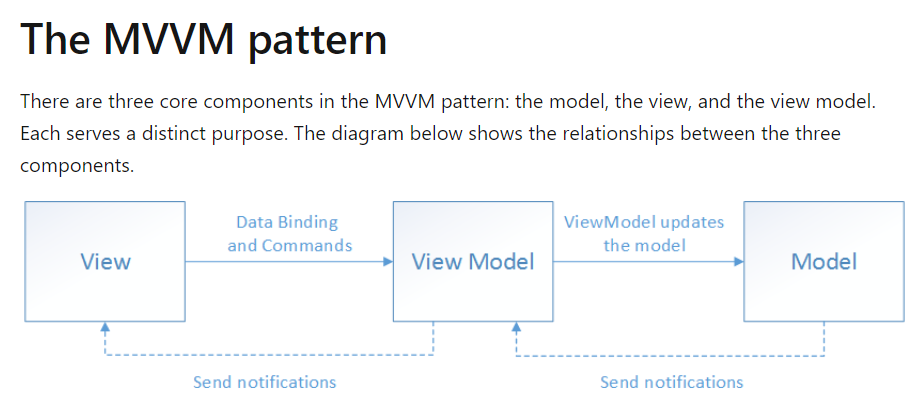 The MVVM pattern
There are three core components in the MVVM pattern: the model, the view, and the view model.
Each serves a distinct purpose. The diagram below shows the relationships between the three
components.
Data Binding
and Commands
ViewModel updates
the model
View
View Model
Model
Send notifications
Send notifications